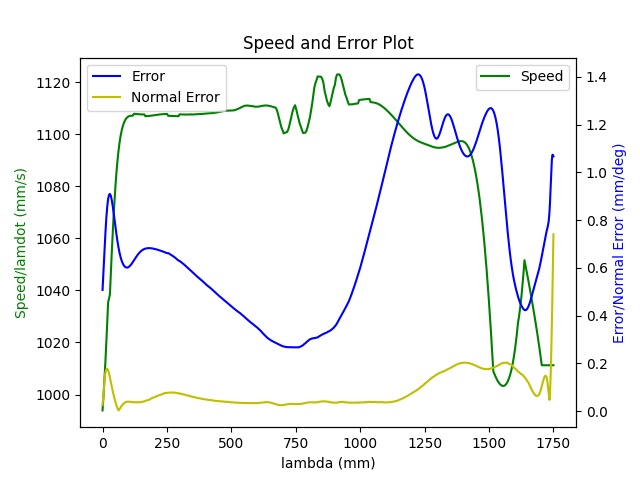 Speed and Error Plot
Error
Normal Error
Speed
Speed/lamdot (mm/s)
1120
1100
1080
1060
1040
1020
1000
1.4
1.2
1.0
0.8
0.6
0.4
0.2
0.0
Error/Normal Error (mm/deg)
0 250 500 750 1000 1250 1500 1750
lambda (mm)